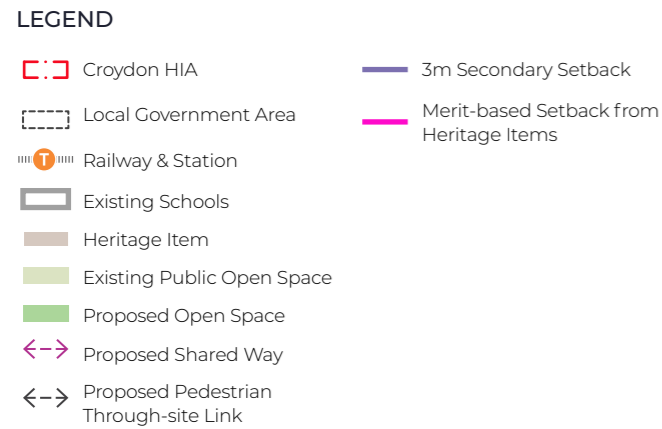 LEGEND
Croydon HIA
Local Government Area
T
Railway & Station
Existing Schools
Heritage Item
Existing Public Open Space
Proposed Open Space
Proposed Shared Way
Proposed Pedestrian
Through-site Link
3m Secondary Setback
Merit-based Setback from
Heritage Items